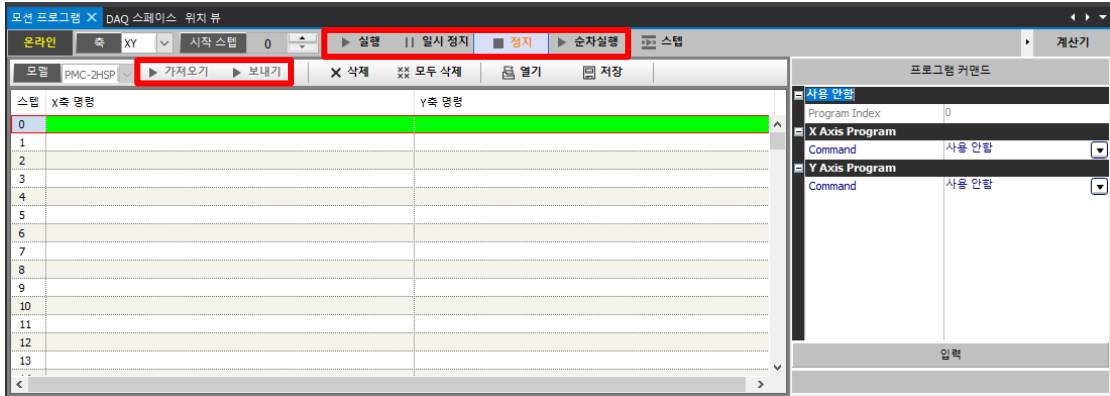 모션 프로그램 DAQ 스페이스 위치 뷰
온라인 축 XY 시작 스텝 0 실행 일시 정지 정지 순차실행 스텝 계산기
모델 PMC-2HSP 가져오기 보내기 삭제 모두 삭제 열기 저장 프로그램 커맨드
스텝 X축 명령 Y축 명령 사용 안함
Program Index 0
0
X Axis Program
1
Command 사용 안함
2
Y Axis Program
3
Command 사용 안함
4
5
6
7
8
9
10
11
12
13
입력